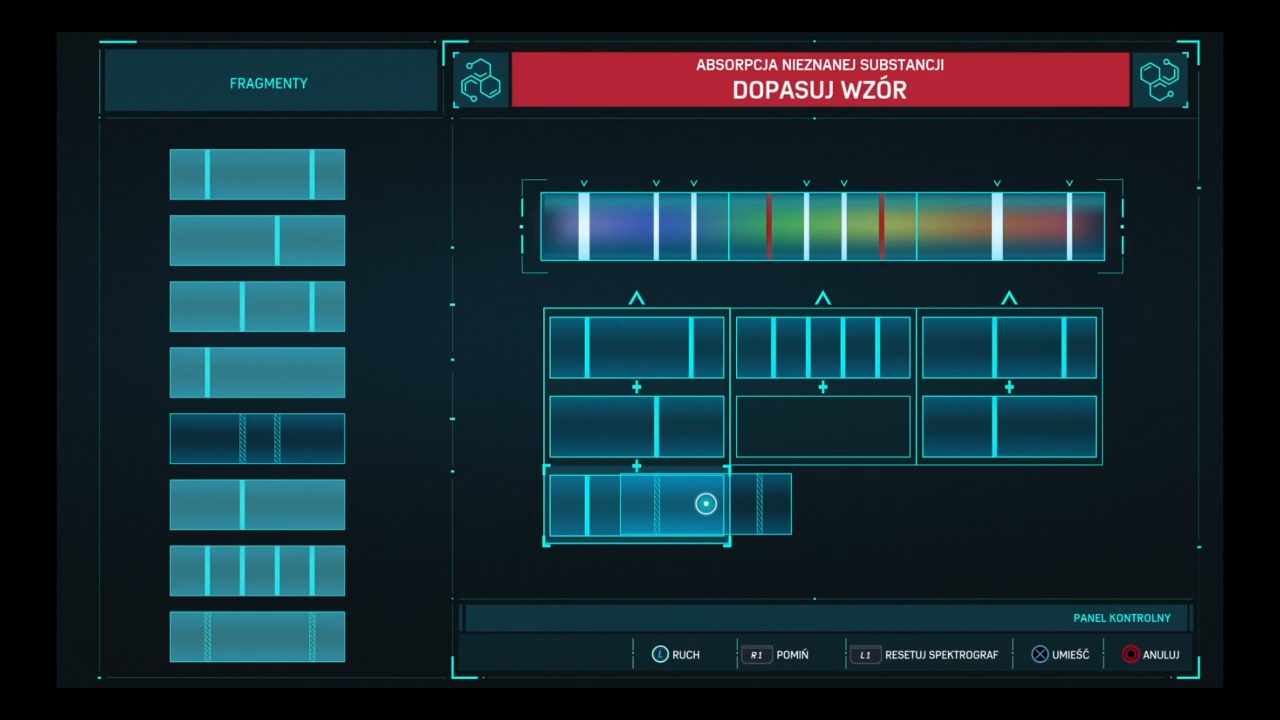 FRAGMENTY
ABSORPCJA NIEZNANEJ SUBSTANCJI
DOPASUJ WZÓR
PANEL KONTROLNY
L RUCH
R1 POMIŃ
L1 RESETUJ SPEKTROGRAF
UMIEŚĆ
ANULUJ